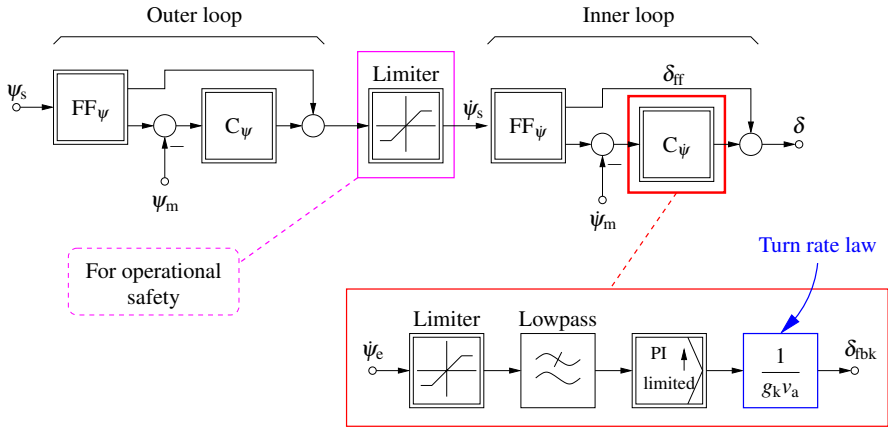 Outer loop
Inner loop
Limiter
ψs
FFψ
Cψ
ψ̇s
FFψ̇
δff
Cψ̇
δ
−
−
ψm
ψ̇m
For operational
safety
Turn rate law
Limiter
Lowpass
ψ̇e
PI
limited
1
gkva
δfbk